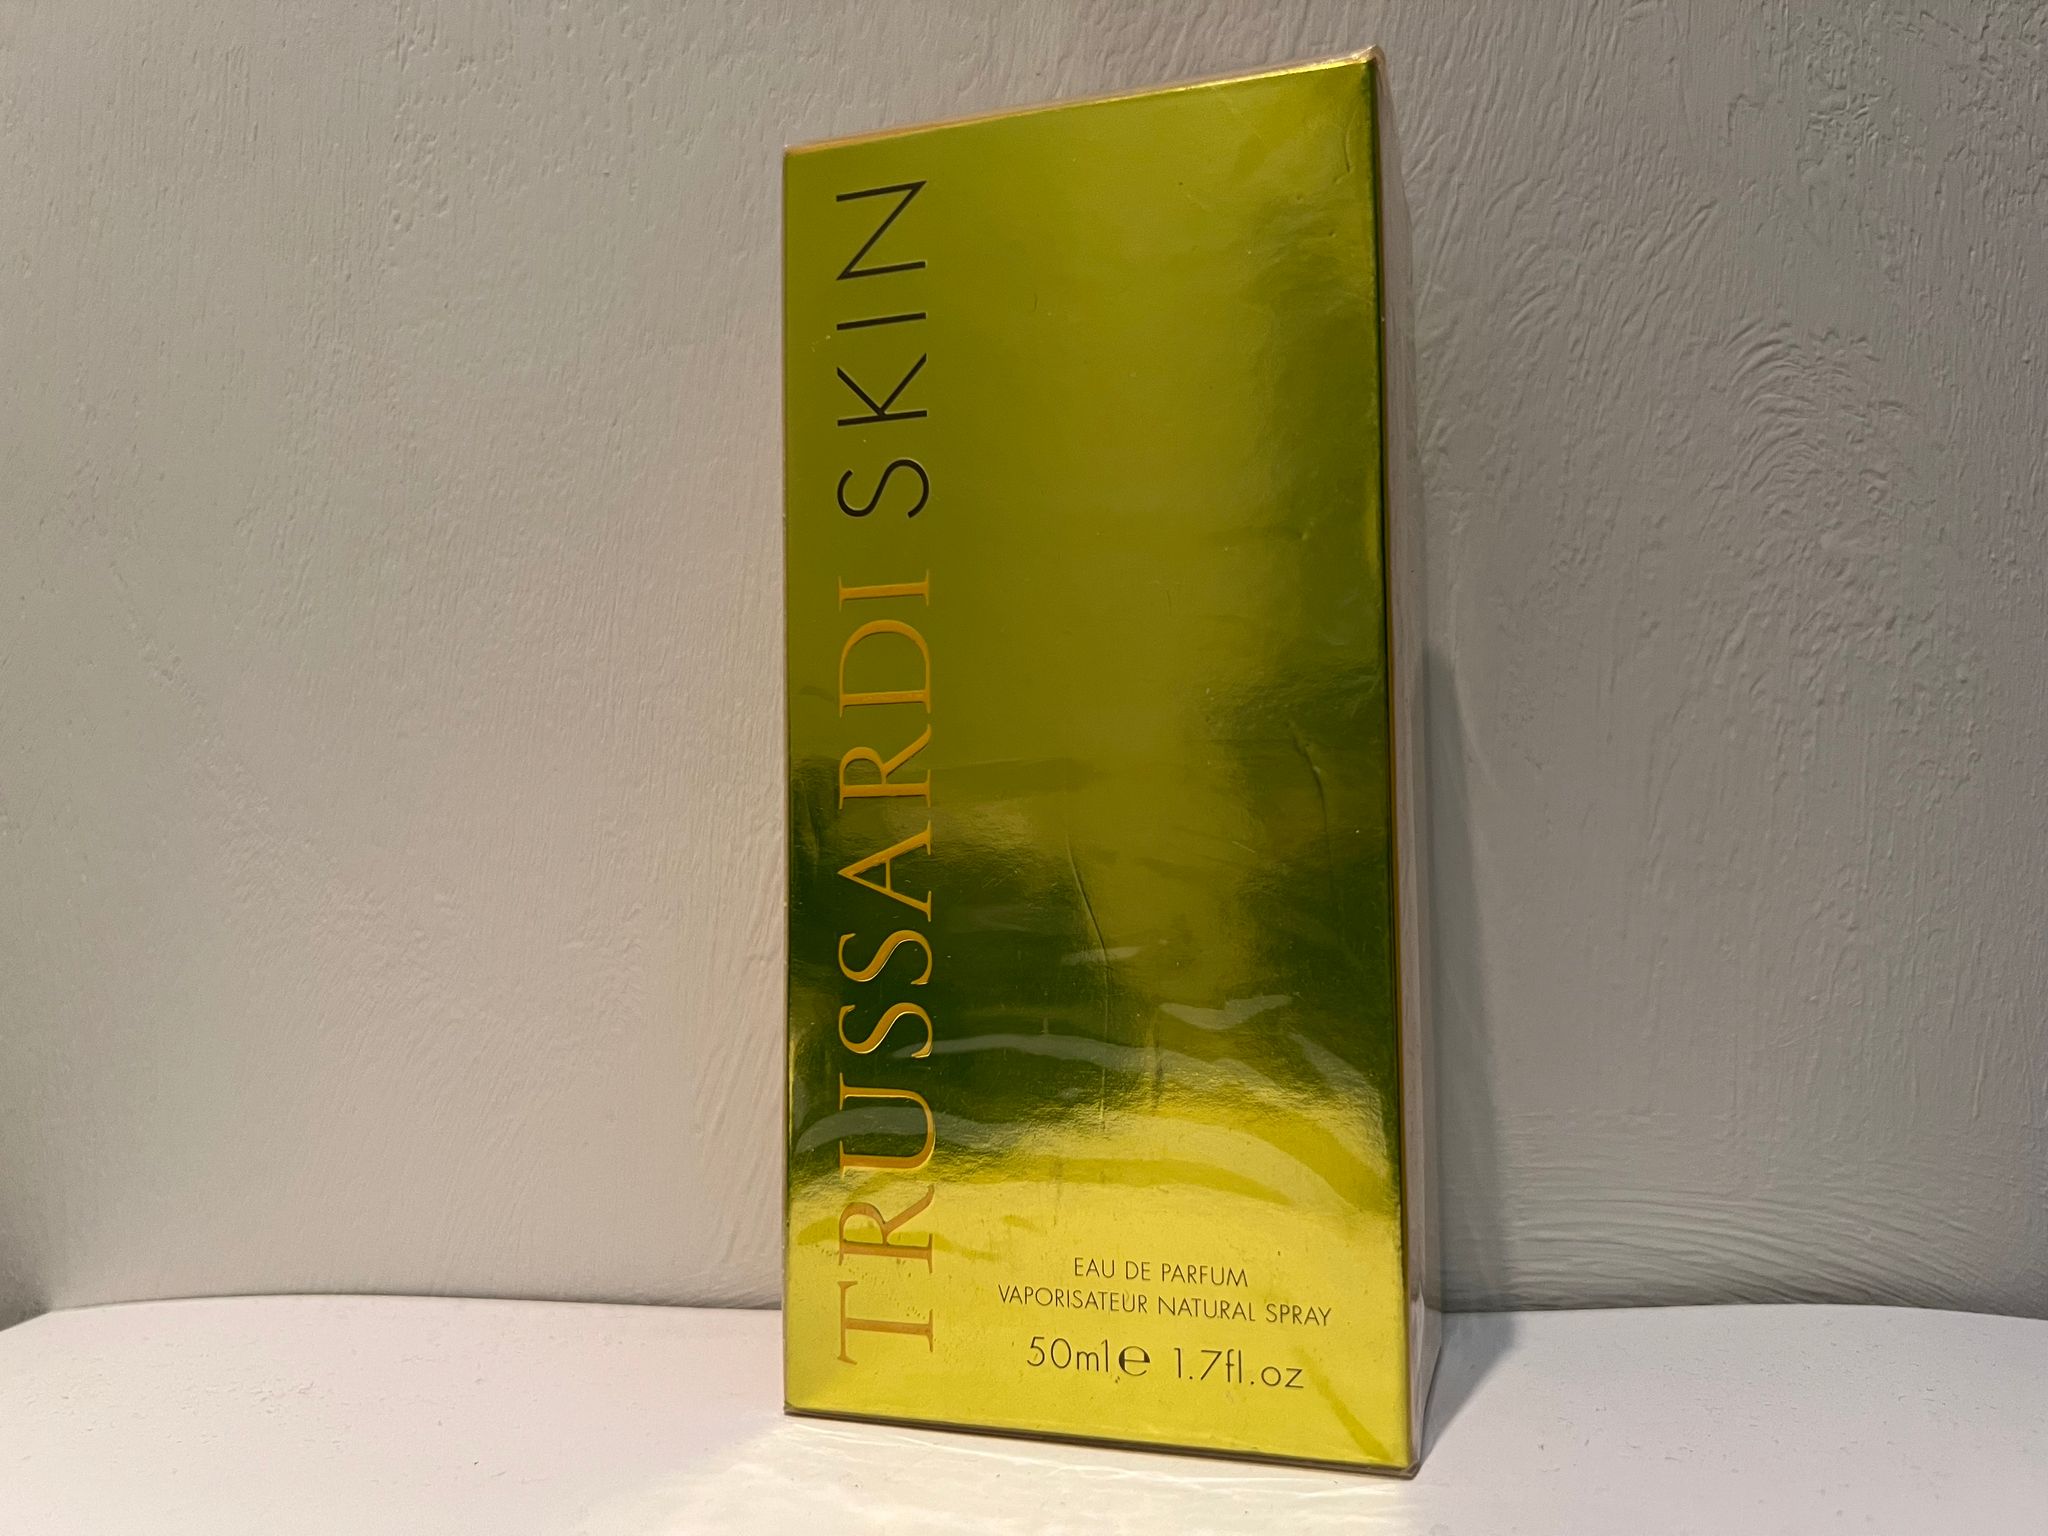 TRUSSARDI SKIN
EAU DE PARFUM
VAPORISATEUR NATURAL SPRAY
50ml℮ 1.7fl.oz